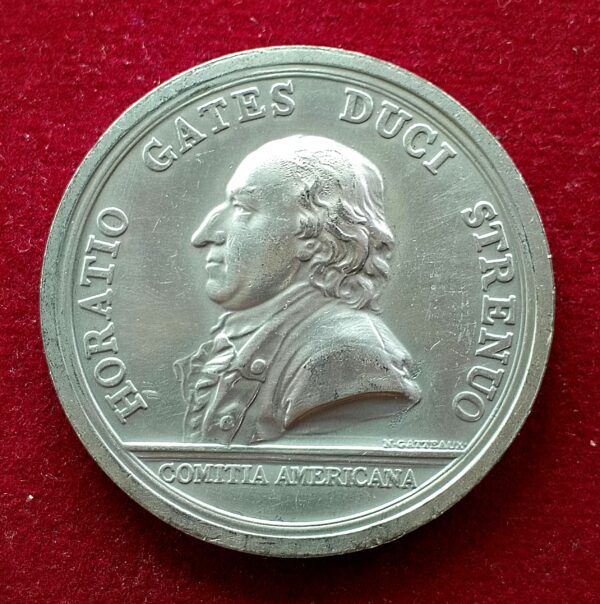 HORATIO GATES DUCI STRENUO
N. GATTEAUX.
COMITIA AMERICANA